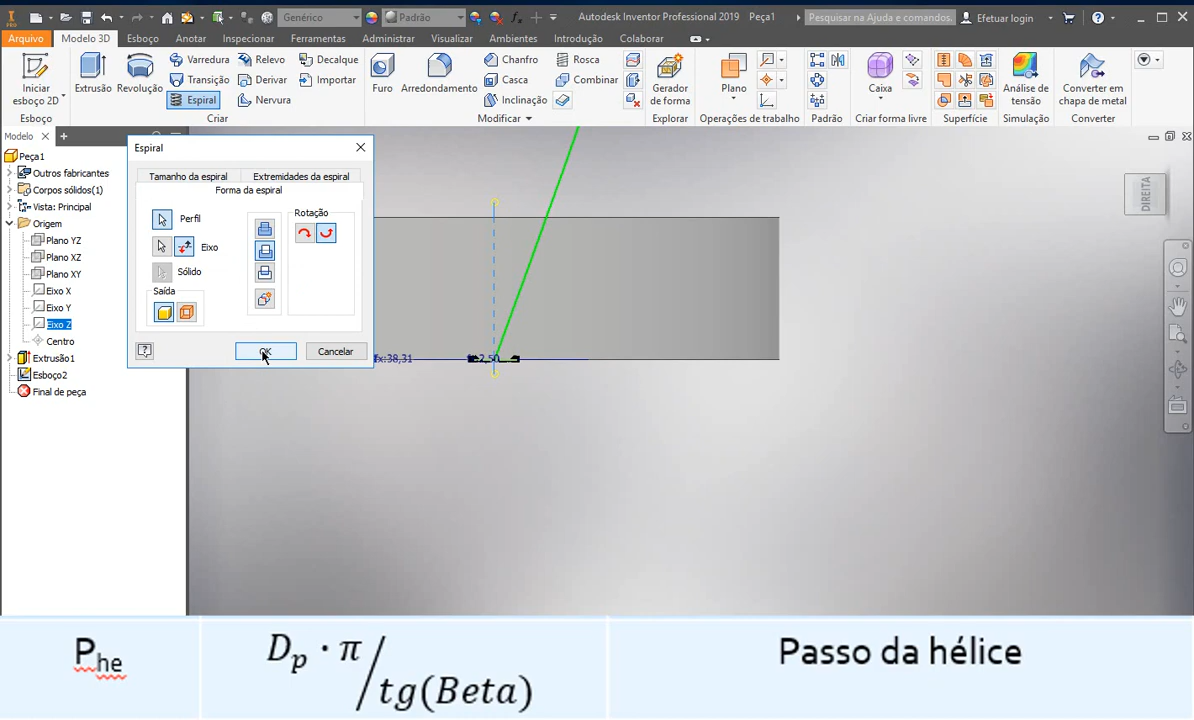 PRO
Genérico
Padrão
Autodesk Inventor Professional 2019 Peça1
Pesquisar na Ajuda e comandos.
Efetuar login
Arquivo
Modelo 3D
Esboço
Anotar
Inspecionar
Ferramentas
Administrar
Visualizar
Ambientes
Introdução
Colaborar
Iniciar
esboço 2D
Extrusão
Revolução
Varredura
Transição
Espiral
Relevo
Derivar
Nervura
Decalque
Importar
Furo
Arredondamento
Chanfro
Casca
Inclinação
Rosca
Combinar
Gerador
de forma
Plano
Caixa
Análise de
tensão
Converter em
chapa de metal
Esboço
Criar
Modificar
Explorar
Operações de trabalho
Padrão
Criar forma livre
Superfície
Simulação
Converter
Modelo
Peça1
Outros fabricantes
Corpos sólidos(1)
Vista: Principal
Origem
Plano YZ
Plano XZ
Plano XY
Eixo X
Eixo Y
Eixo Z
Centro
Extrusão1
Esboço2
Final de peça
Espiral
Tamanho da espiral
Extremidades da espiral
Forma da espiral
Perfil
Eixo
Sólido
Saída
Rotação
OK
Cancelar
fx:38,31
DIREITA
Phe
Dp · π / tg(Beta)
Passo da hélice